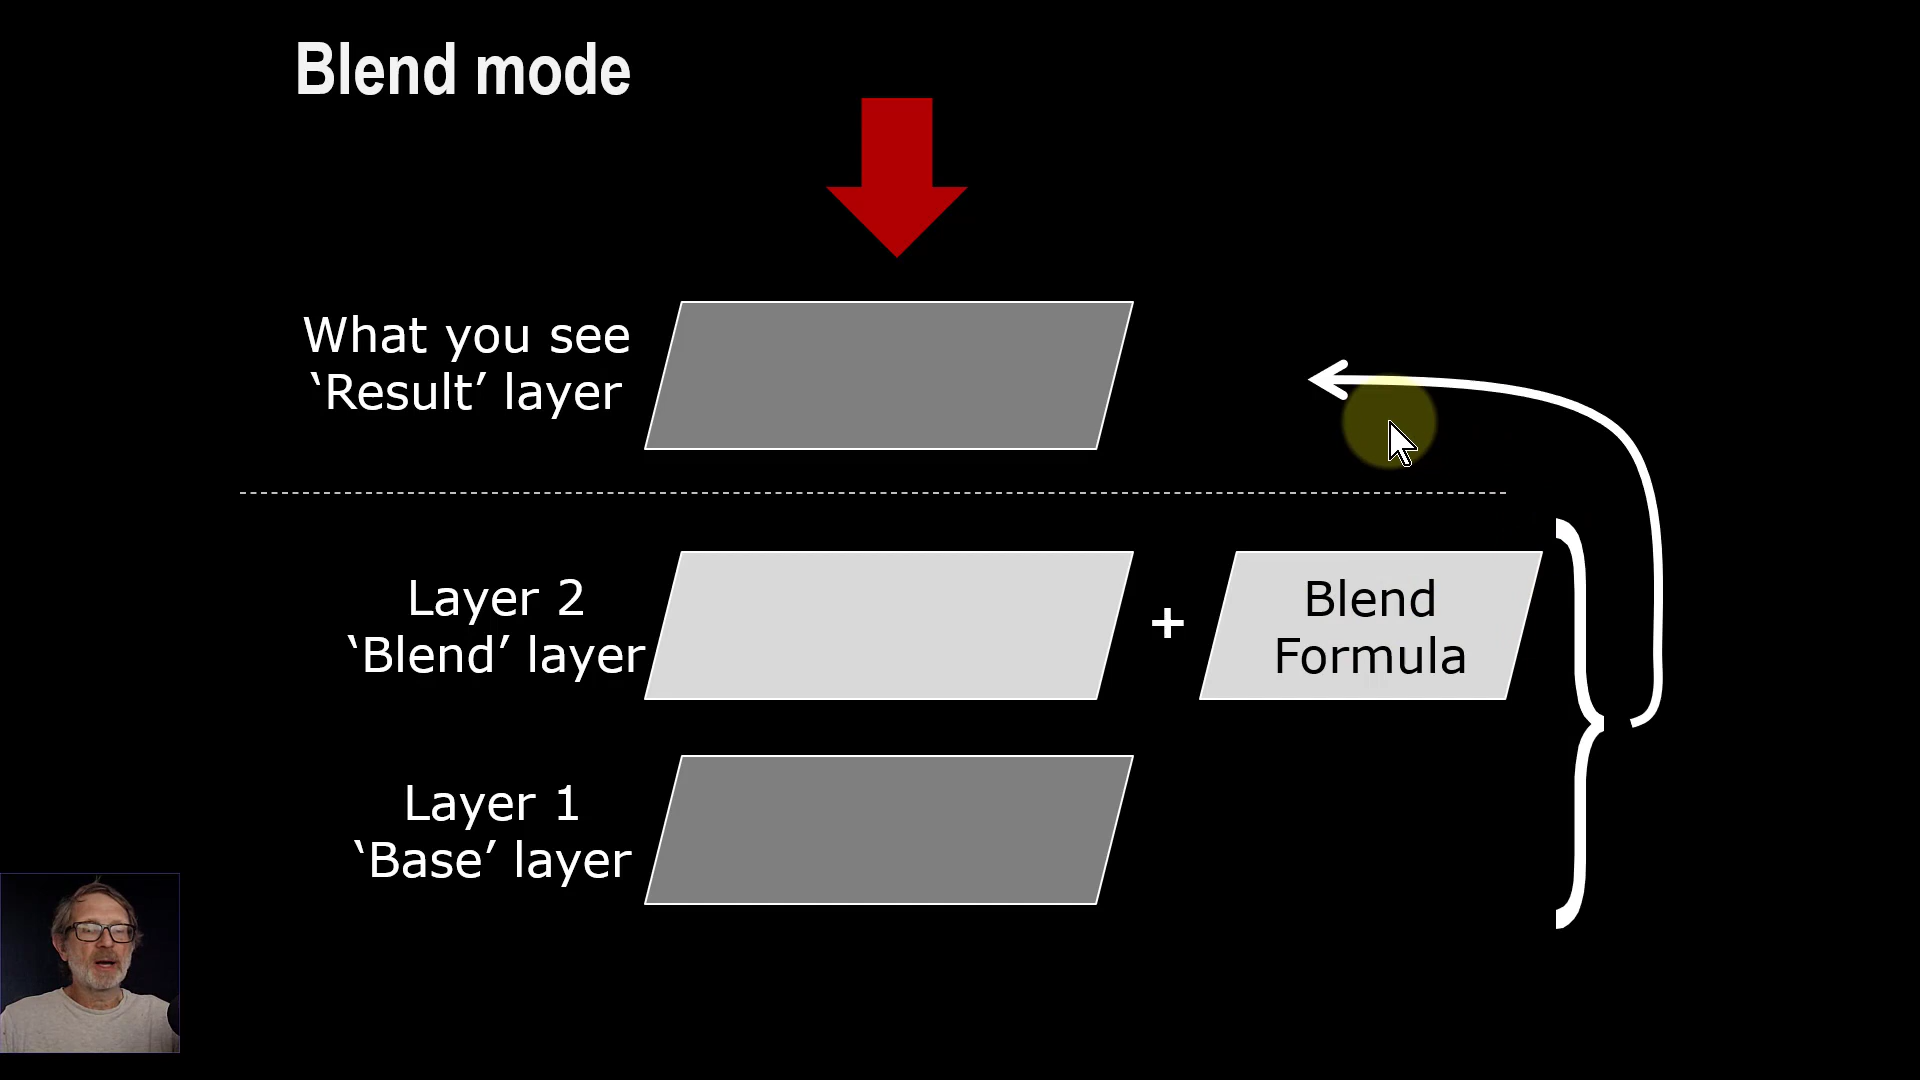 Blend mode
What you see
‘Result’ layer
Layer 2
‘Blend’ layer
+
Blend
Formula
Layer 1
‘Base’ layer